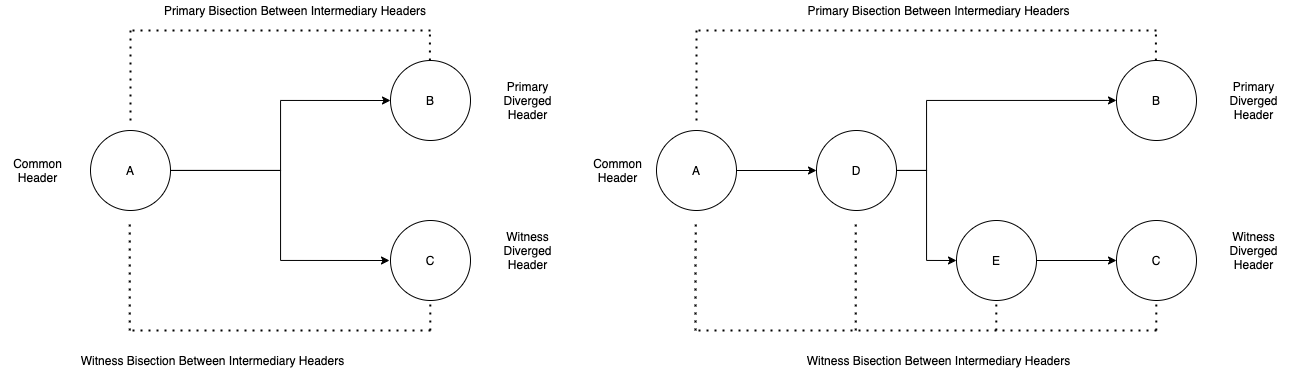 Primary Bisection Between Intermediary Headers
B
Primary
Diverged
Header
Common
Header
A
C
Witness
Diverged
Header
Witness Bisection Between Intermediary Headers
Primary Bisection Between Intermediary Headers
B
Primary
Diverged
Header
Common
Header
A
D
E
C
Witness
Diverged
Header
Witness Bisection Between Intermediary Headers